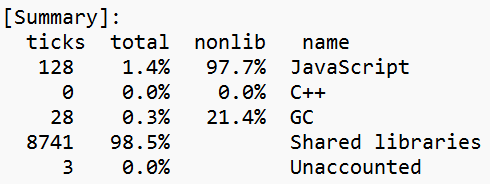 [Summary]:
ticks total nonlib name
128 1.4% 97.7% JavaScript
0 0.0% 0.0% C++
28 0.3% 21.4% GC
8741 98.5% Shared libraries
3 0.0% Unaccounted